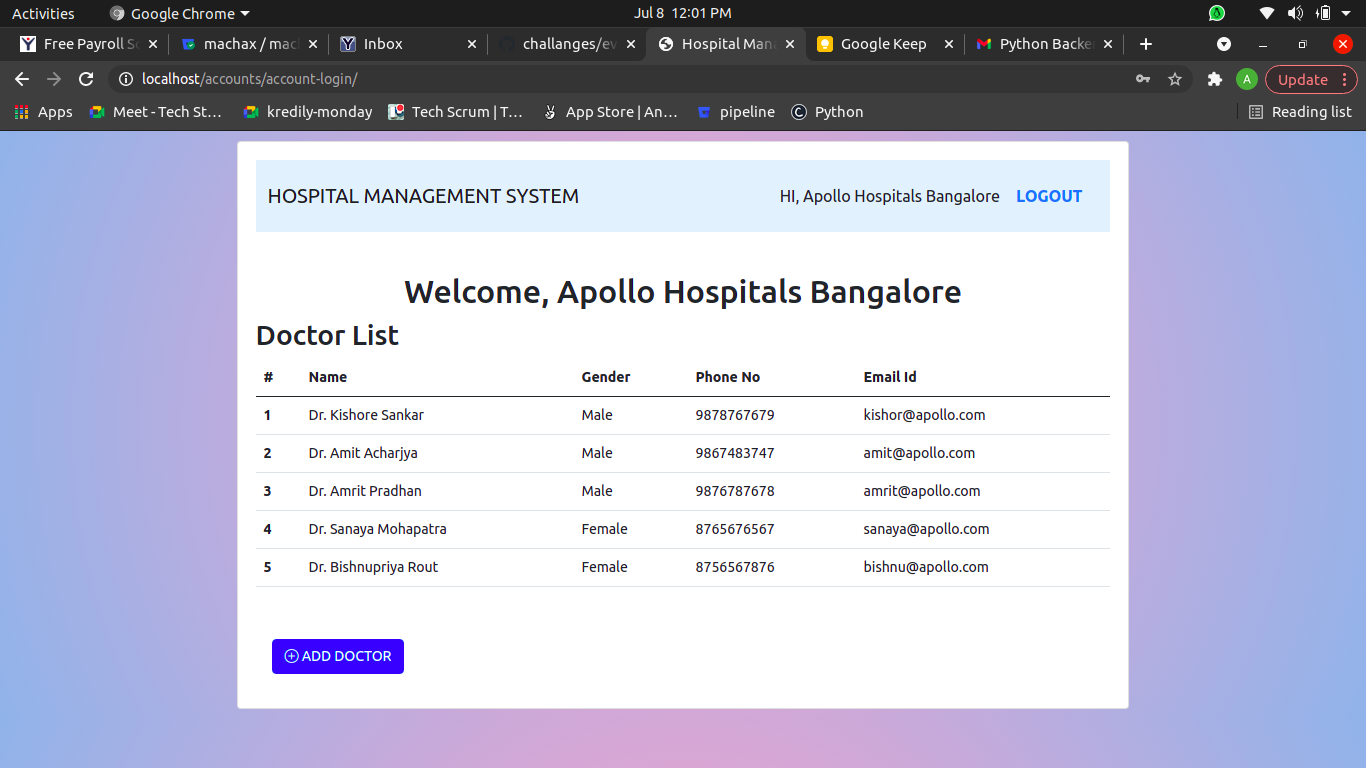 Activities Google Chrome Jul 8 12:01 PM
Free Payroll So machax / mac Inbox challanges/ev Hospital Man Google Keep Python Backe
localhost/accounts/account-login/ A Update
Apps Meet - Tech St... kredily-monday Tech Scrum | T... App Store | An... pipeline Python Reading list
HOSPITAL MANAGEMENT SYSTEM HI, Apollo Hospitals Bangalore LOGOUT
Welcome, Apollo Hospitals Bangalore
Doctor List
# Name Gender Phone No Email Id
1 Dr. Kishore Sankar Male 9878767679 kishor@apollo.com
2 Dr. Amit Acharjya Male 9867483747 amit@apollo.com
3 Dr. Amrit Pradhan Male 9876787678 amrit@apollo.com
4 Dr. Sanaya Mohapatra Female 8765676567 sanaya@apollo.com
5 Dr. Bishnupriya Rout Female 8756567876 bishnu@apollo.com
ADD DOCTOR